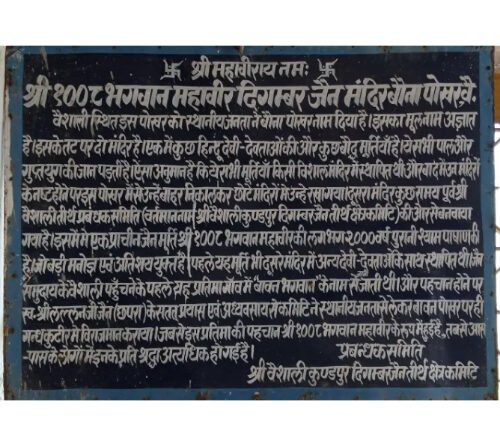 卐 श्री महावीराय नमः 卐
श्री १००८ भगवान महावीर दिगम्बर जैन मंदिर बौना पोखर, वै.
वैशाली स्थित इस पोखर को स्थानीय जनता ने बौना पोखर नाम दिया है। इसका मूल नाम अज्ञात
है। इसके तट पर दो मंदिर हैं। एक में कुछ हिन्दू देवी-देवताओं की और कुछ बौद्ध मूर्तियाँ हैं। वे सभी पाल और
गुप्त युग की जान पड़ती हैं। ऐसा अनुमान है कि ये सभी मूर्तियाँ किसी विशाल मंदिर में स्थापित थी और बाद में उन मंदिरों
के नष्ट होने पर इस पोखर में से उन्हें बाहर निकालकर छोटे मंदिरों में उन्हें रखा गया। दूसरा मंदिर कुछ समय पूर्व श्री
वैशाली तीर्थ प्रबन्धक समिति (वर्तमान नाम श्री वैशाली कुण्डपुर दिगम्बर जैन तीर्थ क्षेत्र कमिटि) की ओर से बनवाया
गया है। इसमें में एक प्राचीन जैन मूर्ति श्री १००८ भगवान महावीर की लगभग २००० वर्ष पुरानी श्याम पाषाण की
है। जो बड़ी मनोज्ञ एवं अतिशय युक्त है। पहले यह मूर्ति भी दूसरे मंदिर में अन्य देवी-देवताओं के साथ स्थापित थी। जैन
समुदाय के वैशाली पहुँचने के पहले यह प्रतिमा गाँव में "बावन भगवान" के नाम से जानी थी। और पहचान होने पर
स्व. श्री लल्लनजी जैन (छपरा) के सतत् प्रयास एवं अध्यवसाय से कमिटि ने स्थानीय जनता से लेकर बावन पोखर पर ही
गन्धकुटीर में विराजमान कराया। जब से इस प्रतिमा की पहचान श्री १००८ भगवान महावीर के रूप में हुई है, तब से आस
-पास के लोगों में इनके प्रति श्रद्धा अत्यधिक हो गई है।
प्रबन्धक समिति
श्री वैशाली कुण्डपुर दिगम्बर जैन तीर्थ क्षेत्र कमिटि